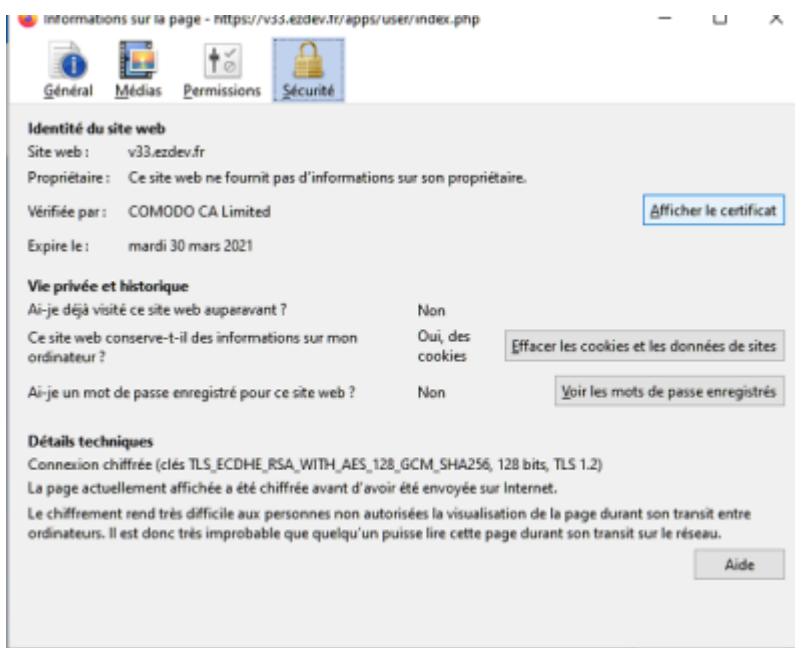 Informations sur la page - https://v33.ezdev.fr/apps/user/index.php
Général Médias Permissions Sécurité
Identité du site web
Site web : v33.ezdev.fr
Propriétaire : Ce site web ne fournit pas d'informations sur son propriétaire.
Vérifiée par : COMODO CA Limited Afficher le certificat
Expire le : mardi 30 mars 2021
Vie privée et historique
Ai-je déjà visité ce site web auparavant ? Non
Ce site web conserve-t-il des informations sur mon ordinateur ? Oui, des cookies Effacer les cookies et les données de sites
Ai-je un mot de passe enregistré pour ce site web ? Non Voir les mots de passe enregistrés
Détails techniques
Connexion chiffrée (clés TLS_ECDHE_RSA_WITH_AES_128_GCM_SHA256, 128 bits, TLS 1.2)
La page actuellement affichée a été chiffrée avant d'avoir été envoyée sur Internet.
Le chiffrement rend très difficile aux personnes non autorisées la visualisation de la page durant son transit entre
ordinateurs. Il est donc très improbable que quelqu'un puisse lire cette page durant son transit sur le réseau.
Aide